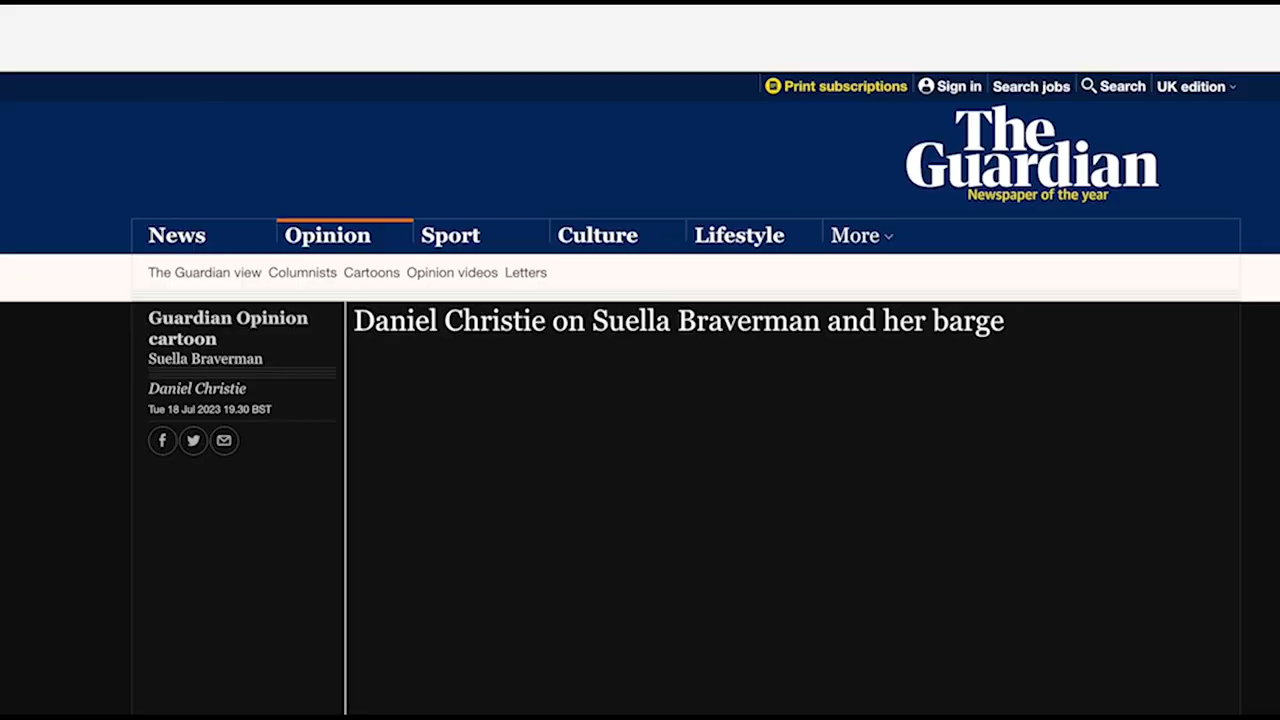 Print subscriptions Sign in Search jobs Search UK edition
The
Guardian
Newspaper of the year
News Opinion Sport Culture Lifestyle More
The Guardian view Columnists Cartoons Opinion videos Letters
Guardian Opinion
cartoon
Suella Braverman
Daniel Christie
Tue 18 Jul 2023 19.30 BST
Daniel Christie on Suella Braverman and her barge